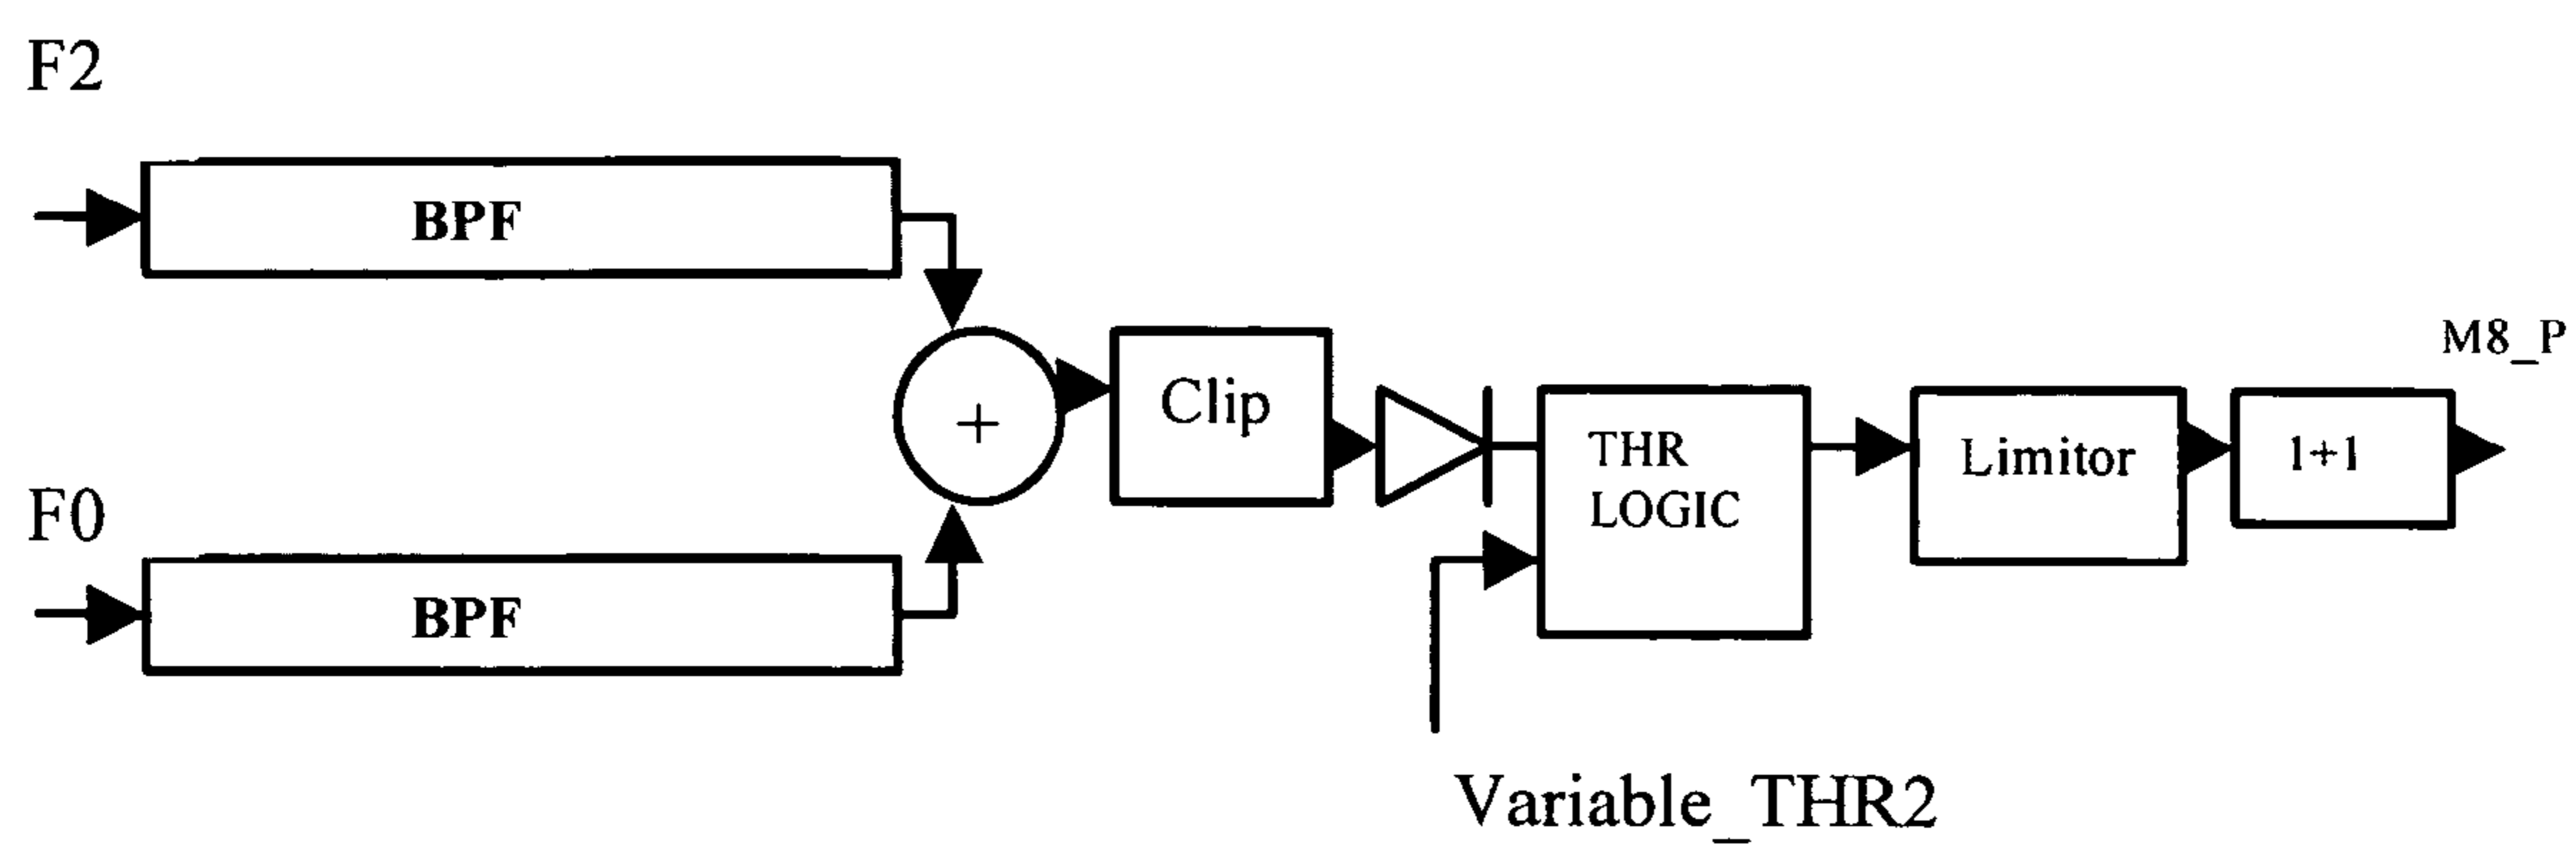 F2
BPF
M8_P
Clip
+
THR
LOGIC
Limitor
1+1
F0
BPF
Variable_THR2